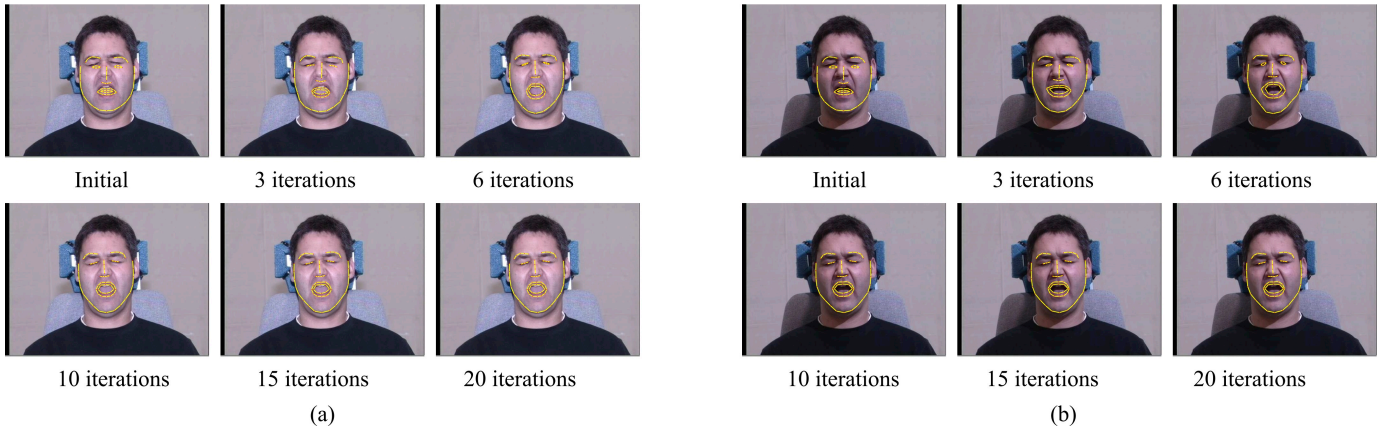 Initial
3 iterations
6 iterations
10 iterations
15 iterations
20 iterations
(a)
Initial
3 iterations
6 iterations
10 iterations
15 iterations
20 iterations
(b)